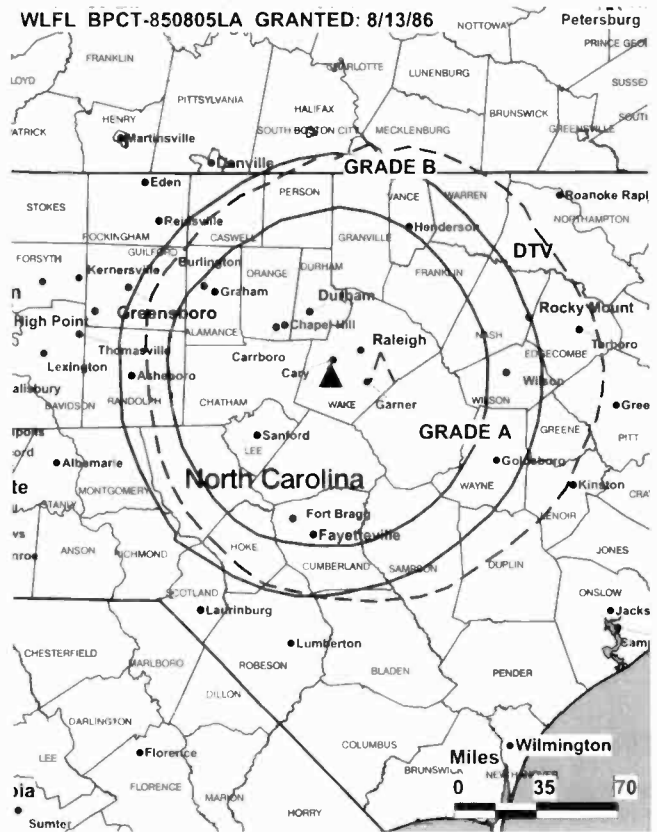 WLFL BPCT-850805LA GRANTED: 8/13/86
NOTTOWAY
Petersburg
FRANKLIN
CHARLOTTE
LUNENBURG
PITTSYLVANIA
HENRY
HALIFAX
BRUNSWICK
Martinsville
SOUTH BOSTON CITY
MECKLENBURG
GREENSVILLE
Danville
GRADE B
Eden
PERSON
STOKES
VANCE
WARREN
Roanoke Rapi
Reidsville
NORTHAMPTON
ROCKINGHAM
CASWELL
GRANVILLE
Henderson
GUILFORD
DTV
FORSYTH
Burlington
ORANGE
DURHAM
FRANKLIN
Kernersville
Graham
Durham
Greensboro
Rocky Mount
High Point
ALAMANCE
Chapel Hill
NASH
Tarboro
Thomasville
Carrboro
Raleigh
EDGECOMBE
Lexington
Asheboro
Cary
Wilson
alisbury
RANDOLPH
CHATHAM
WAKE
Garner
WILSON
Gree
DAVIDSON
GREENE
PITT
Sanford
GRADE A
LEE
Albemarle
Goldsboro
North Carolina
MONTGOMERY
WAYNE
Kinston
STANLY
LENOIR
Fort Bragg
Fayetteville
ANSON
RICHMOND
HOKE
JONES
CUMBERLAND
SAMPSON
DUPLIN
SCOTLAND
ONSLOW
Laurinburg
Jacks
Lumberton
CHESTERFIELD
MARLBORO
ROBESON
BLADEN
PENDER
DILLON
DARLINGTON
LEE
Florence
COLUMBUS
Miles
Wilmington
BRUNSWICK
NEW HANOVER
FLORENCE
MARION
0 35 70
HORRY
Sumter